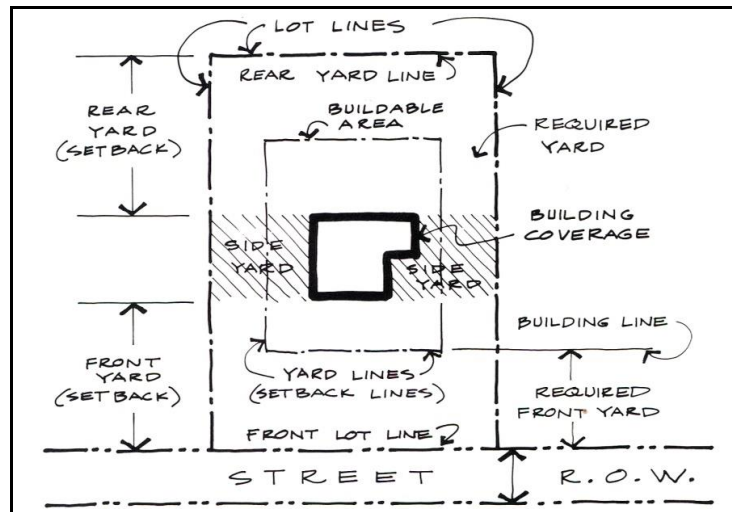 LOT LINES
REAR YARD LINE
REAR
YARD
(SETBACK)
BUILDABLE
AREA
REQUIRED
YARD
BUILDING
COVERAGE
SIDE
YARD
SIDE
YARD
BUILDING LINE
FRONT
YARD
(SETBACK)
YARD LINES
(SETBACK LINES)
REQUIRED
FRONT YARD
FRONT LOT LINE
STREET
R.O.W.